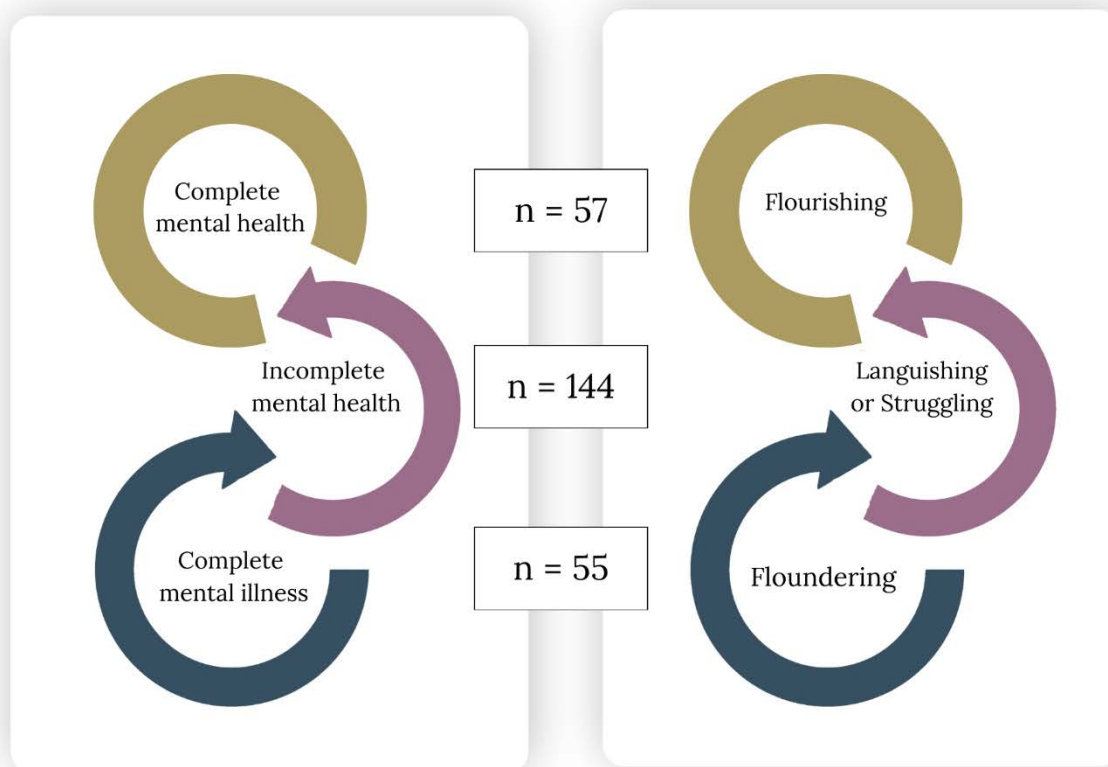 Complete
mental health
n = 57
Flourishing
Incomplete
mental health
n = 144
Languishing
or Struggling
Complete
mental illness
n = 55
Floundering